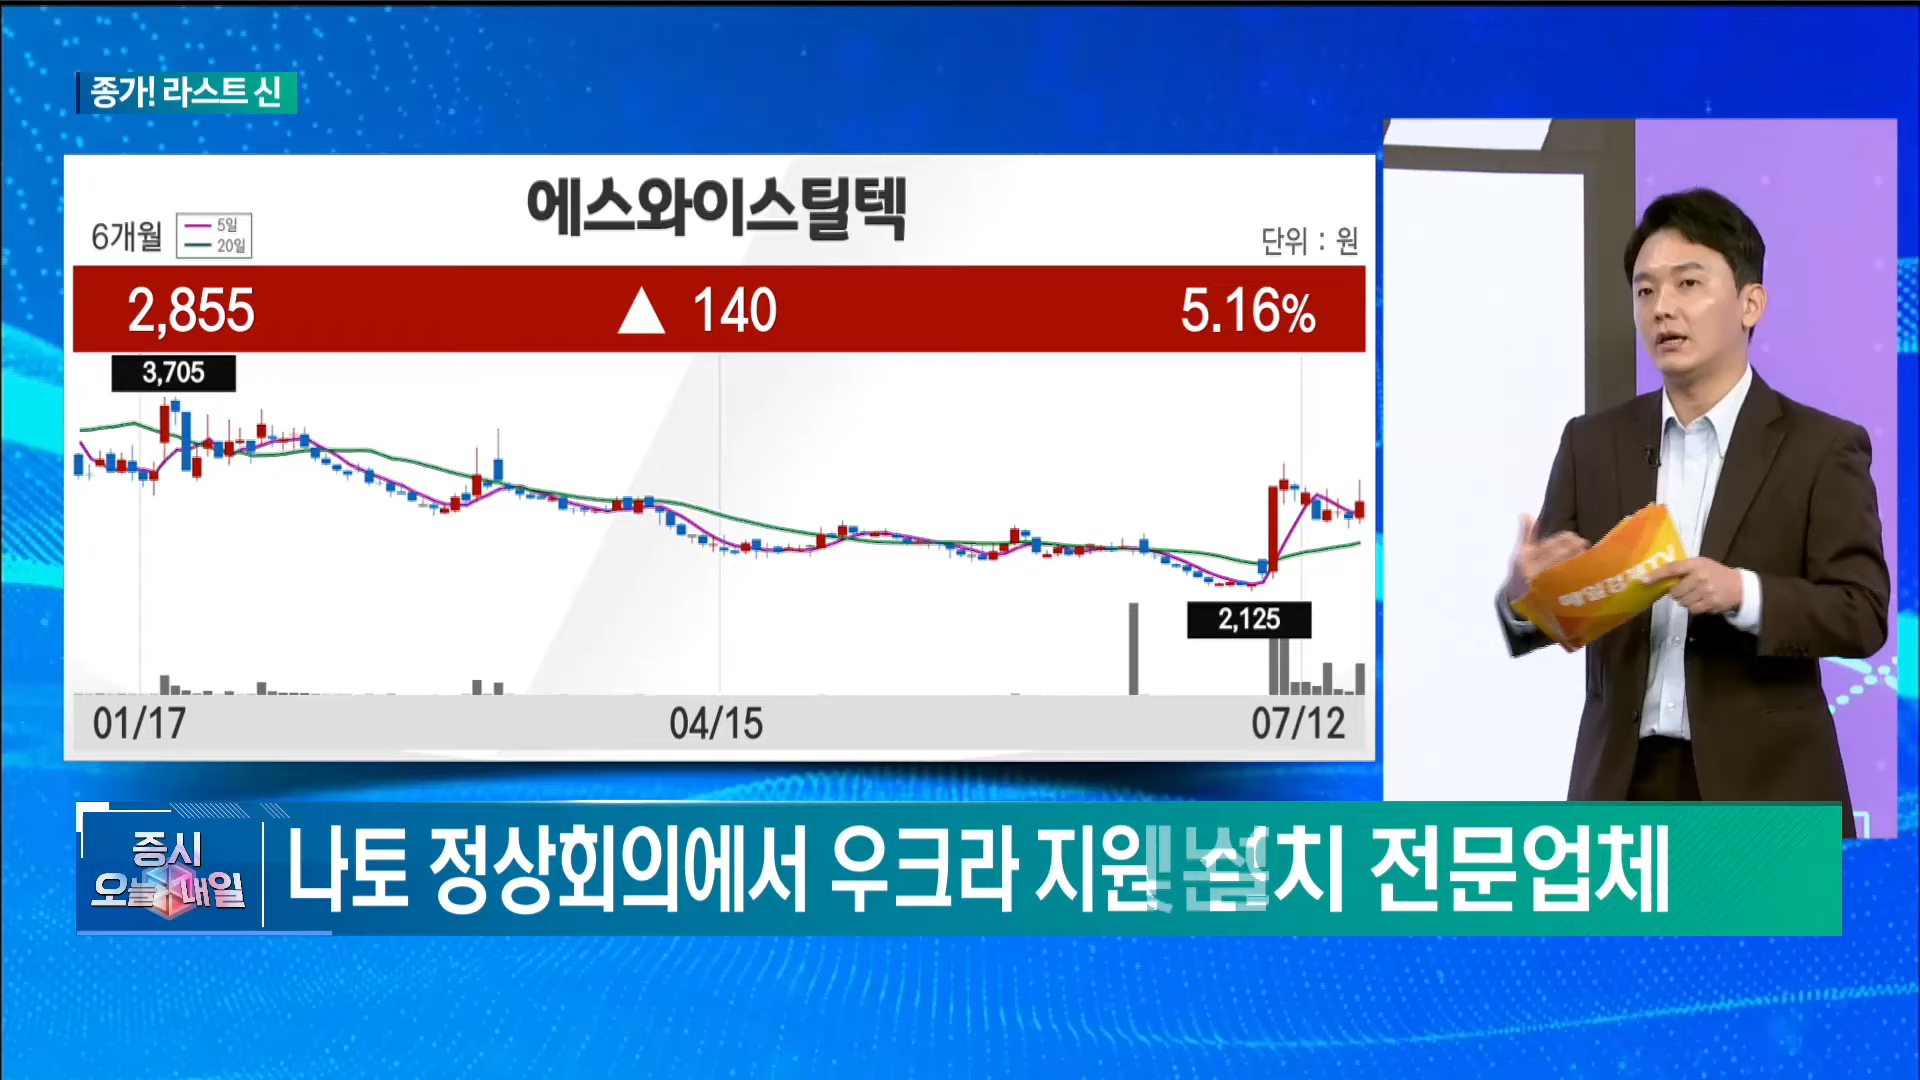 종가! 라스트 신
에스와이스틸텍
6개월
5일
20일
단위 : 원
2,855 ▲ 140 5.16%
3,705
2,125
01/17 04/15 07/12
증시
오늘 내일
나토 정상회의에서 우크라 지원 치 전문업체